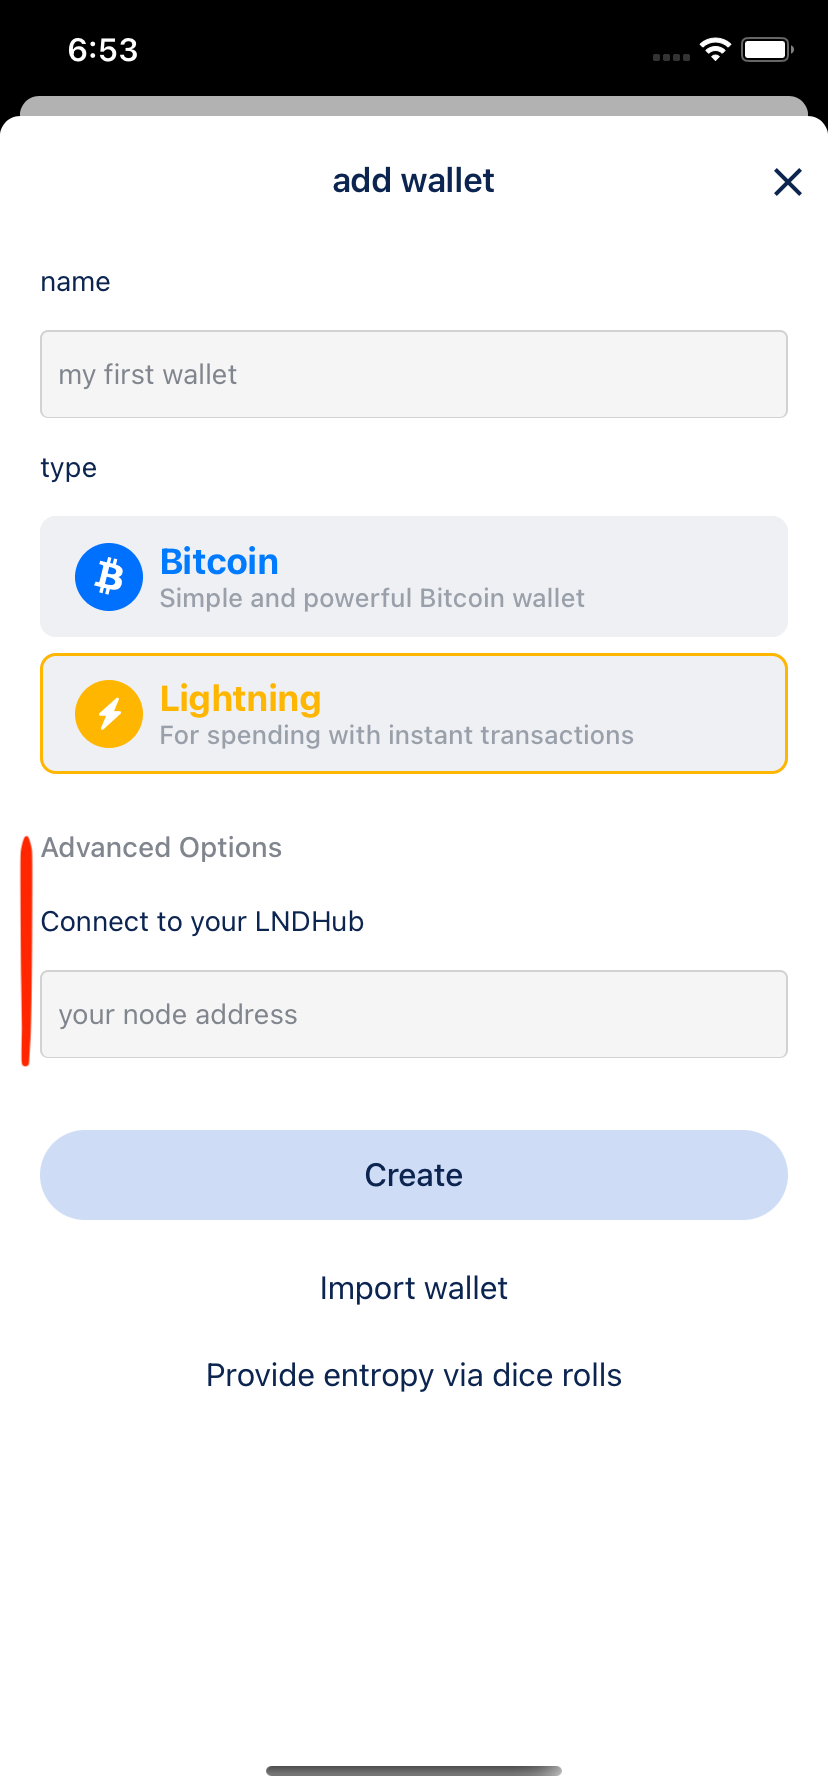 6:53
add wallet
name
my first wallet
type
Bitcoin
Simple and powerful Bitcoin wallet
Lightning
For spending with instant transactions
Advanced Options
Connect to your LNDHub
your node address
Create
Import wallet
Provide entropy via dice rolls